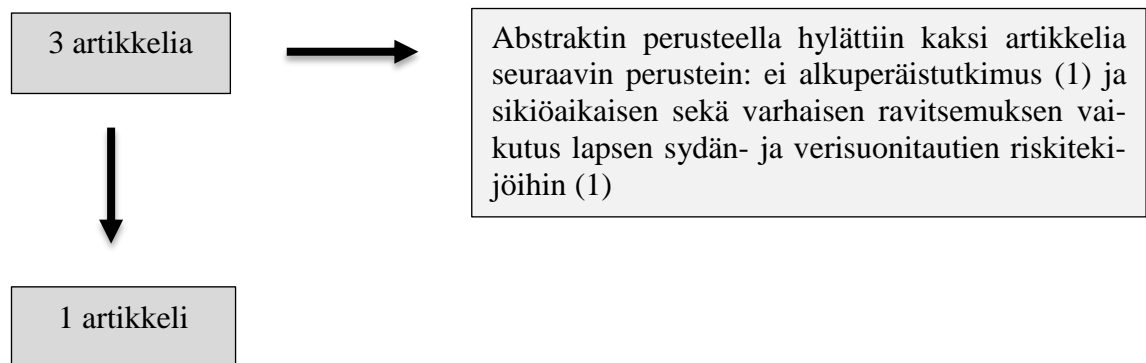 3 artikkelia
Abstraktin perusteella hylättiin kaksi artikkelia
seuraavin perustein: ei alkuperäistutkimus (1) ja
sikiöaikaisen sekä varhaisen ravitsemuksen vai-
kutus lapsen sydän- ja verisuonitautien riskiteki-
jöihin (1)
1 artikkeli